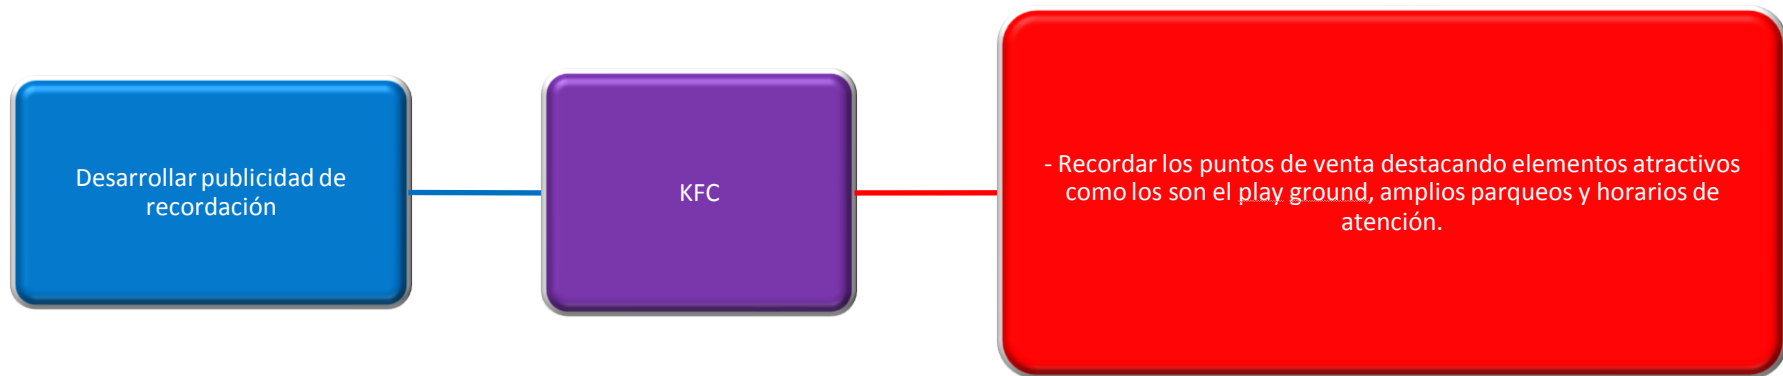 Desarrollar publicidad de
recordación
KFC
- Recordar los puntos de venta destacando elementos atractivos
como los son el play ground, amplios parqueos y horarios de
atención.